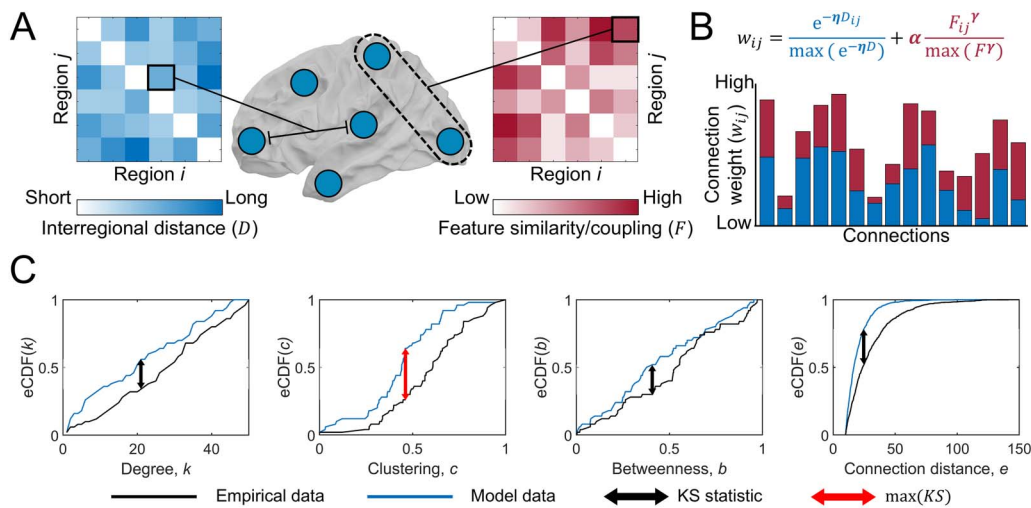 A
Region j
Region i
Short
Long
Interregional distance (D)
Region j
Region i
Low
High
Feature similarity/coupling (F)
B
w_ij = e^−ηD_ij / max ( e^−ηD) + α F_ij^γ / max (F^γ)
High
Connection
weight (w_ij)
Low
Connections
C
1
0.5
0
eCDF(k)
0 20 40
Degree, k
1
0.5
0
eCDF(c)
0 0.5 1
Clustering, c
1
0.5
0
eCDF(b)
0 0.5 1
Betweenness, b
1
0.5
0
eCDF(e)
0 50 100 150
Connection distance, e
Empirical data
Model data
KS statistic
max(KS)